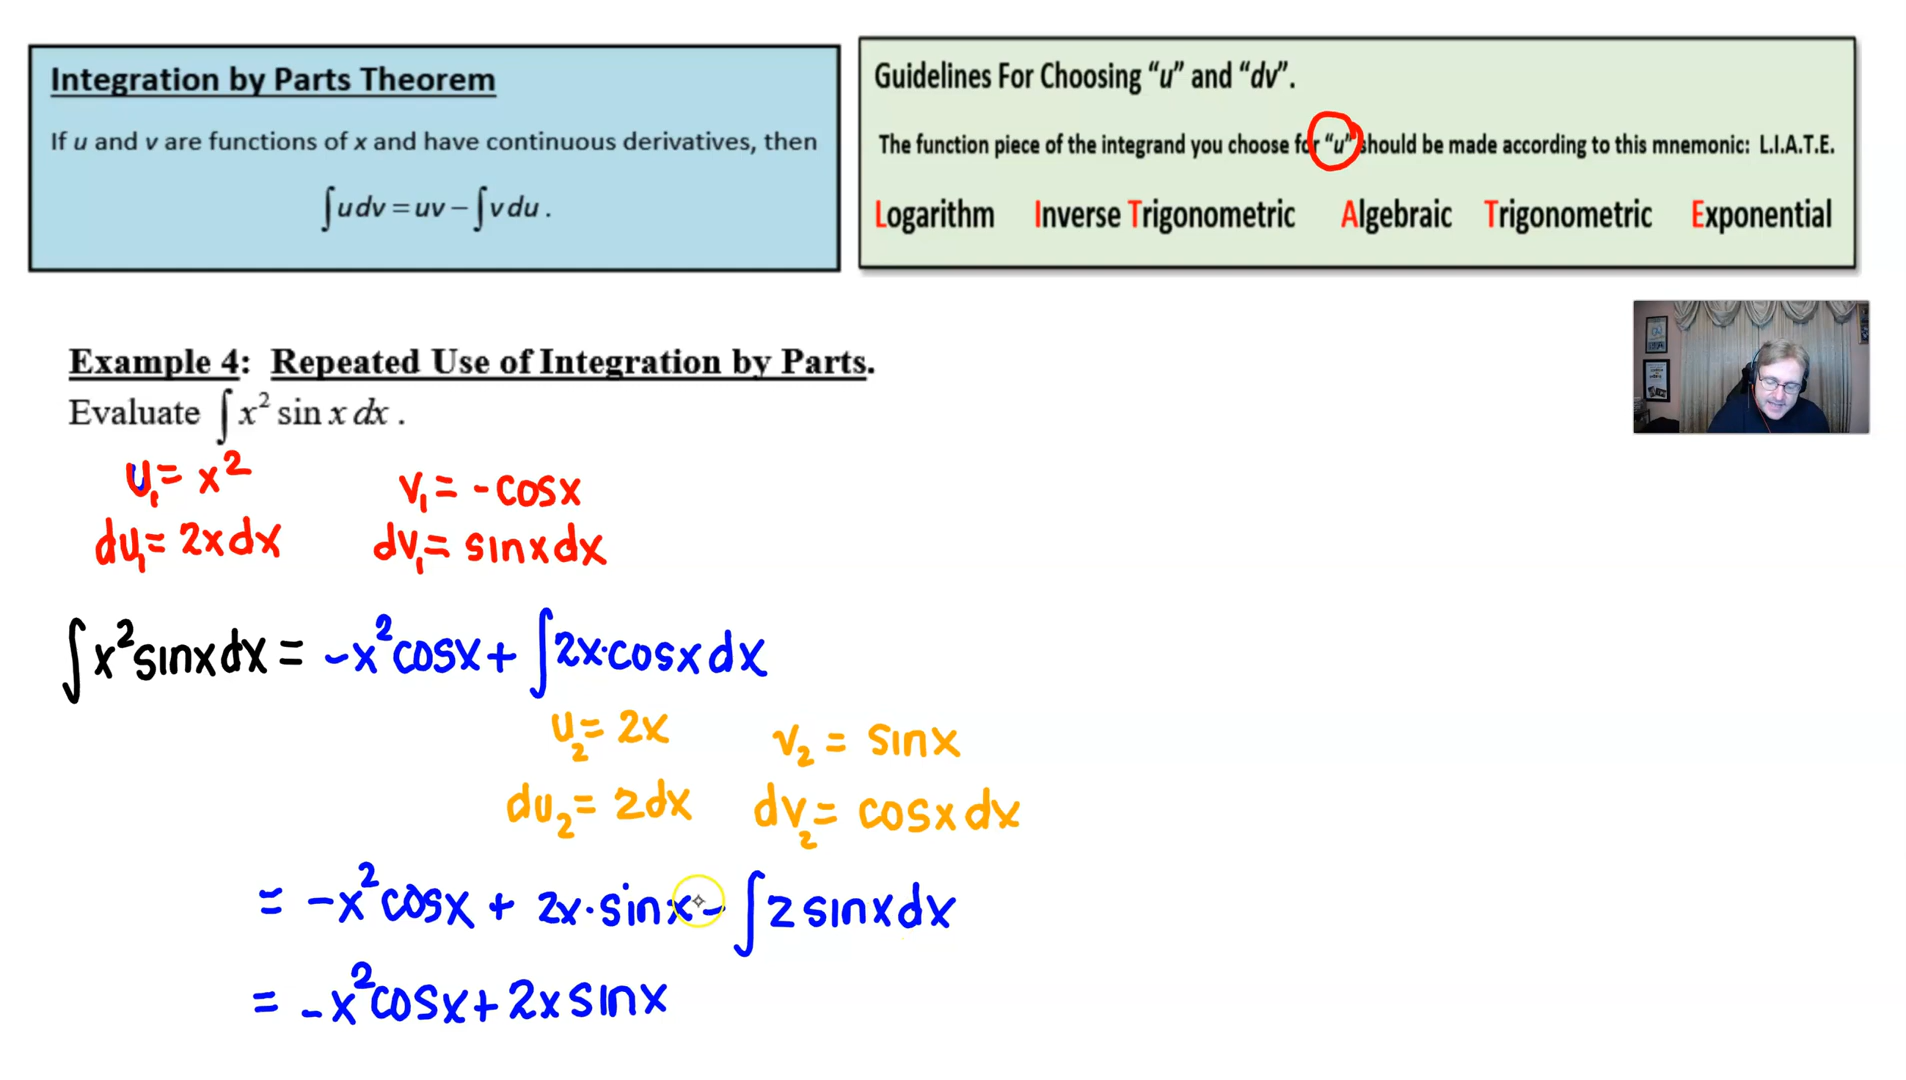 Integration by Parts Theorem
If u and v are functions of x and have continuous derivatives, then
∫ u dv = uv − ∫ v du .
Guidelines For Choosing “u” and “dv”.
The function piece of the integrand you choose for “u” should be made according to this mnemonic: L.I.A.T.E.
Logarithm Inverse Trigonometric Algebraic Trigonometric Exponential
Example 4: Repeated Use of Integration by Parts.
Evaluate ∫ x² sin x dx .
u₁ = x² v₁ = -cosx
du₁ = 2xdx dv₁ = sinxdx
∫x²sinxdx = -x²cosx + ∫2x·cosxdx
u₂ = 2x v₂ = sinx
du₂ = 2dx dv₂ = cosxdx
= -x²cosx + 2x·sinx - ∫2sinxdx
= -x²cosx + 2xsinx